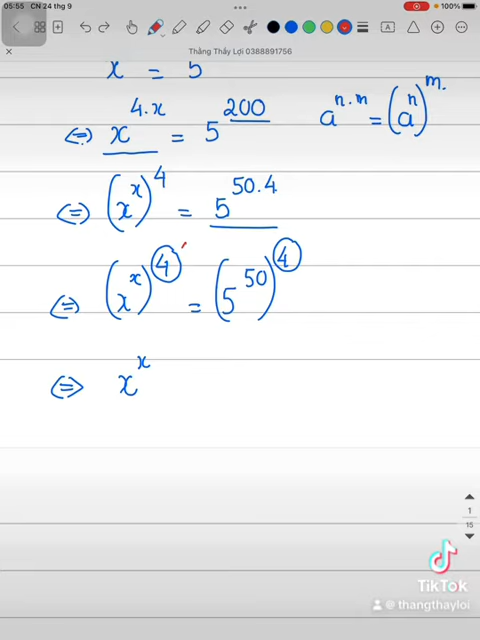 05:55 CN 24 thg 9
100%
Thầng Thầy Lợi 0388891756
x = 5
⇔ x^{4.x} = 5^{200}
a^{n.m} = (a^n)^m.
⇔ (x^x)^4 = 5^{50.4}
⇔ (x^x)^4 = (5^{50})^4
⇔ x^x
1
15
TikTok
@ thangthayloi